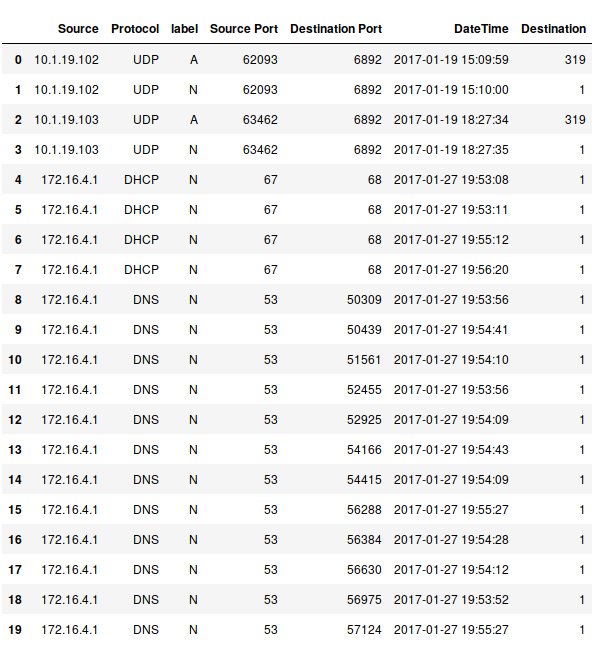 Source Protocol label Source Port Destination Port DateTime Destination
0 10.1.19.102 UDP A 62093 6892 2017-01-19 15:09:59 319
1 10.1.19.102 UDP N 62093 6892 2017-01-19 15:10:00 1
2 10.1.19.103 UDP A 63462 6892 2017-01-19 18:27:34 319
3 10.1.19.103 UDP N 63462 6892 2017-01-19 18:27:35 1
4 172.16.4.1 DHCP N 67 68 2017-01-27 19:53:08 1
5 172.16.4.1 DHCP N 67 68 2017-01-27 19:53:11 1
6 172.16.4.1 DHCP N 67 68 2017-01-27 19:55:12 1
7 172.16.4.1 DHCP N 67 68 2017-01-27 19:56:20 1
8 172.16.4.1 DNS N 53 50309 2017-01-27 19:53:56 1
9 172.16.4.1 DNS N 53 50439 2017-01-27 19:54:41 1
10 172.16.4.1 DNS N 53 51561 2017-01-27 19:54:10 1
11 172.16.4.1 DNS N 53 52455 2017-01-27 19:53:56 1
12 172.16.4.1 DNS N 53 52925 2017-01-27 19:54:09 1
13 172.16.4.1 DNS N 53 54166 2017-01-27 19:54:43 1
14 172.16.4.1 DNS N 53 54415 2017-01-27 19:54:09 1
15 172.16.4.1 DNS N 53 56288 2017-01-27 19:55:27 1
16 172.16.4.1 DNS N 53 56384 2017-01-27 19:54:28 1
17 172.16.4.1 DNS N 53 56630 2017-01-27 19:54:12 1
18 172.16.4.1 DNS N 53 56975 2017-01-27 19:53:52 1
19 172.16.4.1 DNS N 53 57124 2017-01-27 19:55:27 1